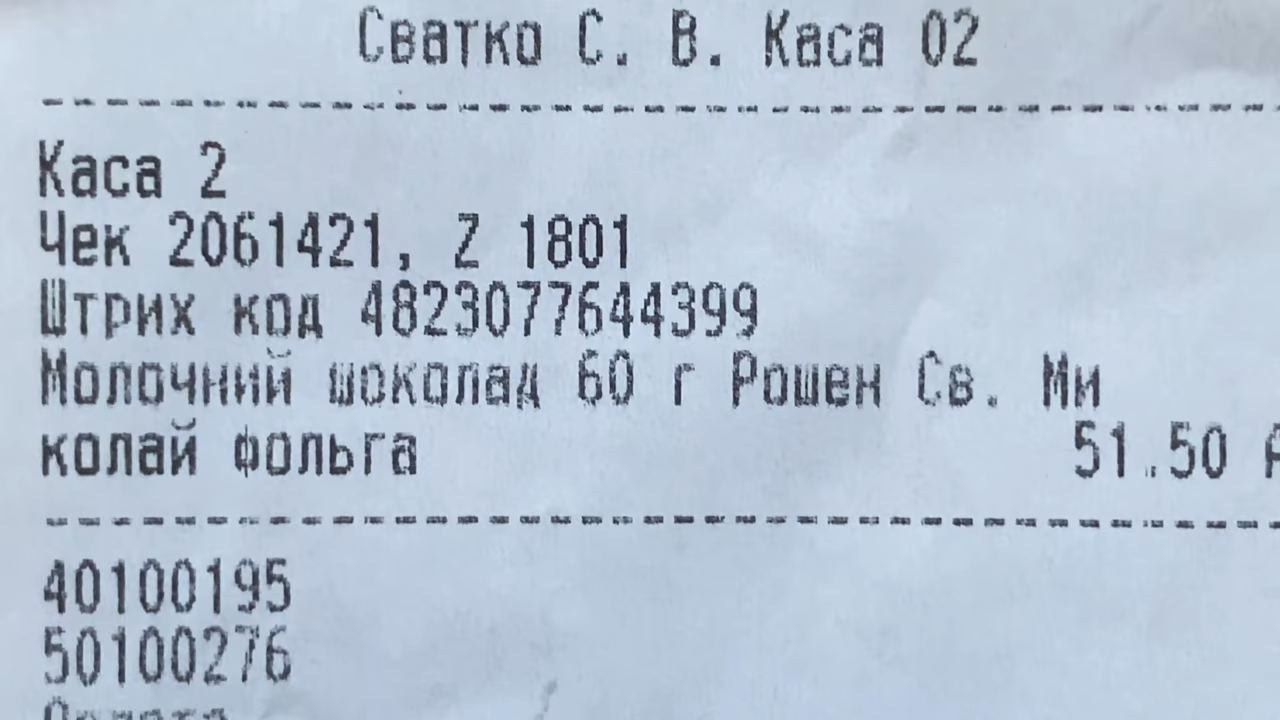 Сватко С. В. Каса 02
Каса 2
Чек 2061421, Z 1801
Штрих код 4823077644399
Молочний шоколад 60 г Рошен Св. Ми
колай фольга 51.50 А
40100195
50100276